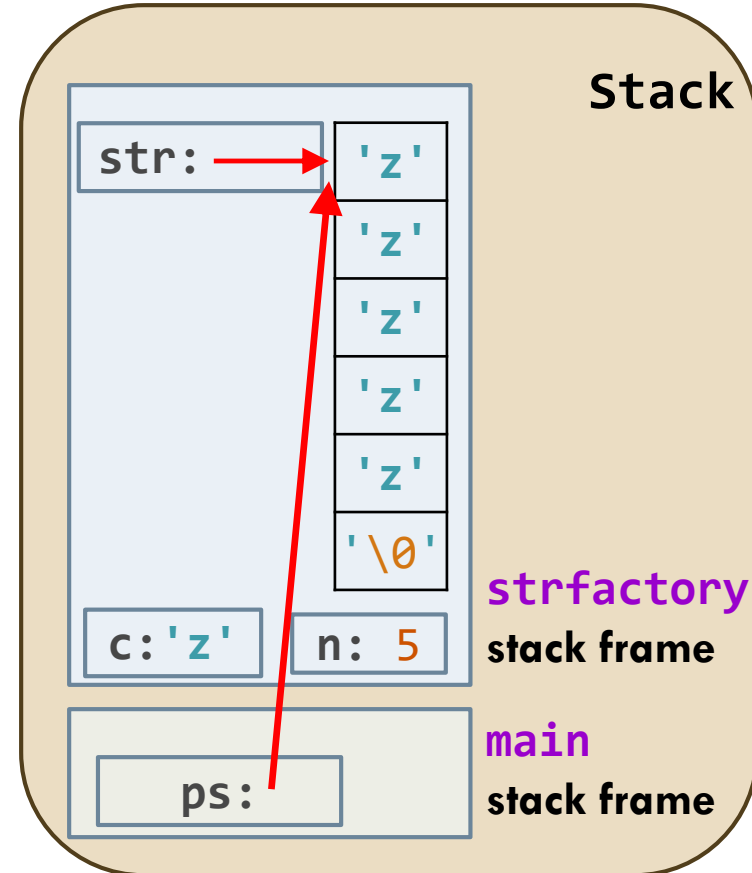 Stack
str:
'z'
'z'
'z'
'z'
'z'
'\0'
c:'z'
n: 5
strfactory
stack frame
ps:
main
stack frame